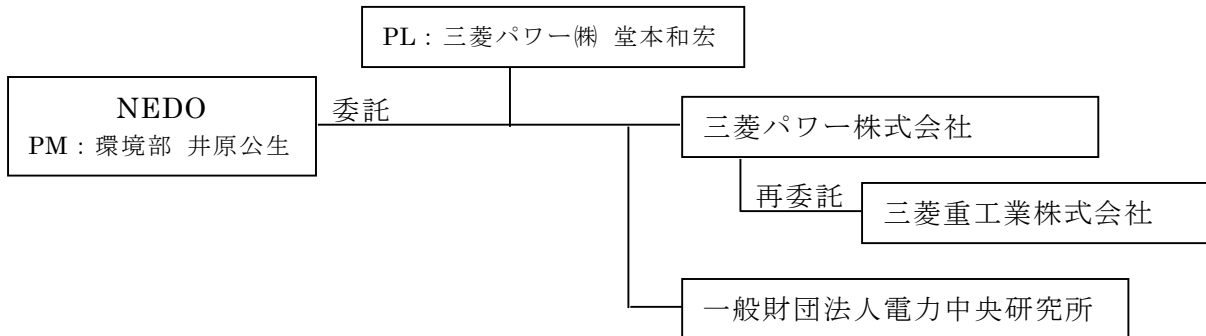 PL：三菱パワー㈱ 堂本和宏
NEDO
PM：環境部 井原公生
委託
三菱パワー株式会社
再委託
三菱重工業株式会社
一般財団法人電力中央研究所